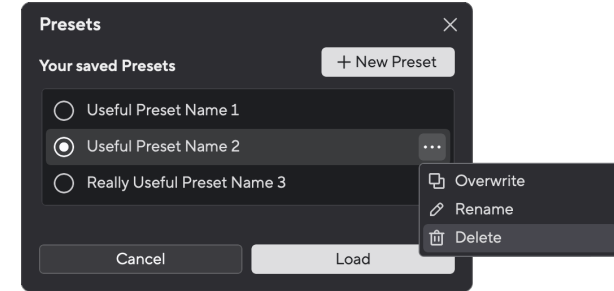 Presets
Your saved Presets
New Preset
Useful Preset Name 1
Useful Preset Name 2
Really Useful Preset Name 3
Overwrite
Rename
Delete
Cancel
Load